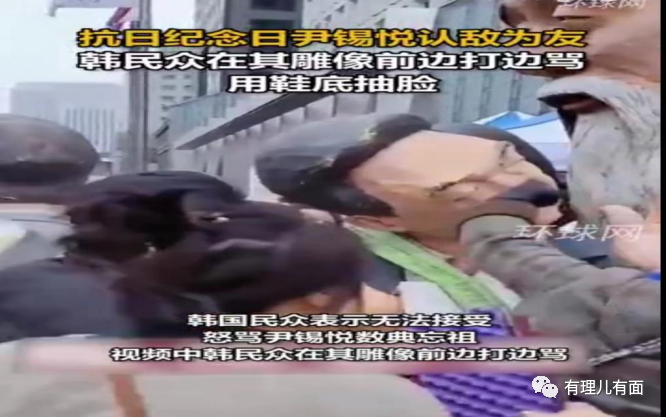 环球网
抗日纪念日尹锡悦认敌为友
韩民众在其雕像前边打边骂
用鞋底抽脸
环球网
韩国民众表示无法接受
怒骂尹锡悦数典忘祖
视频中韩民众在其雕像前边打边骂
有理儿有面